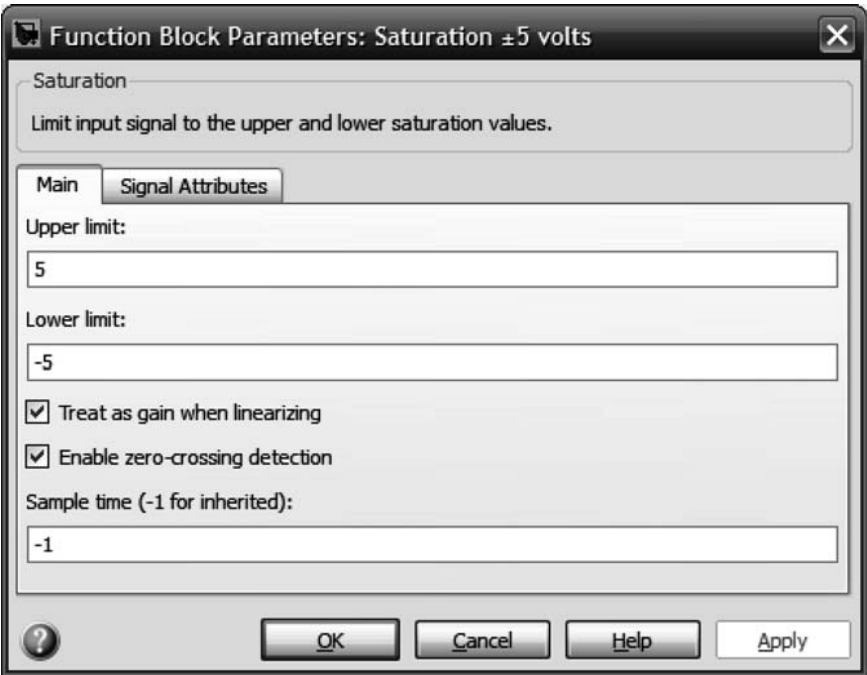 Function Block Parameters: Saturation ±5 volts
Saturation
Limit input signal to the upper and lower saturation values.
Main Signal Attributes
Upper limit:
5
Lower limit:
-5
Treat as gain when linearizing
Enable zero-crossing detection
Sample time (-1 for inherited):
-1
? OK Cancel Help Apply